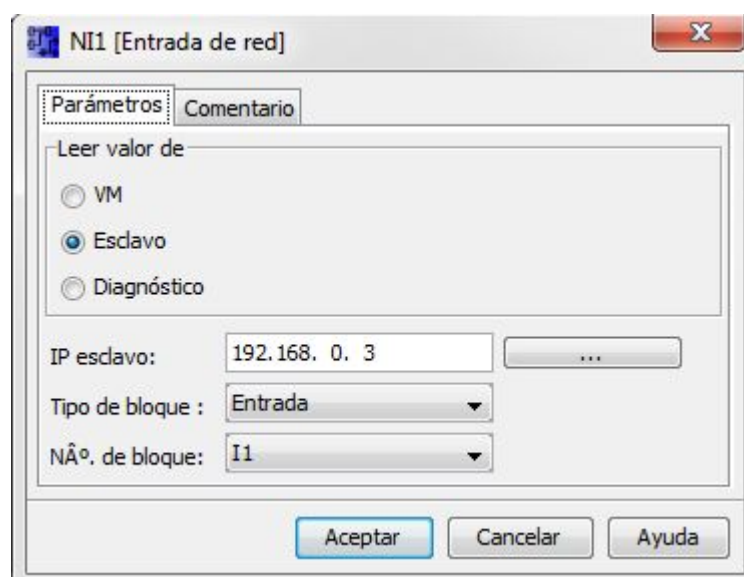 NI1 [Entrada de red]
Parámetros Comentario
Leer valor de
VM
Esclavo
Diagnóstico
IP esclavo: 192.168. 0. 3 ...
Tipo de bloque : Entrada
NÂº. de bloque: I1
Aceptar Cancelar Ayuda